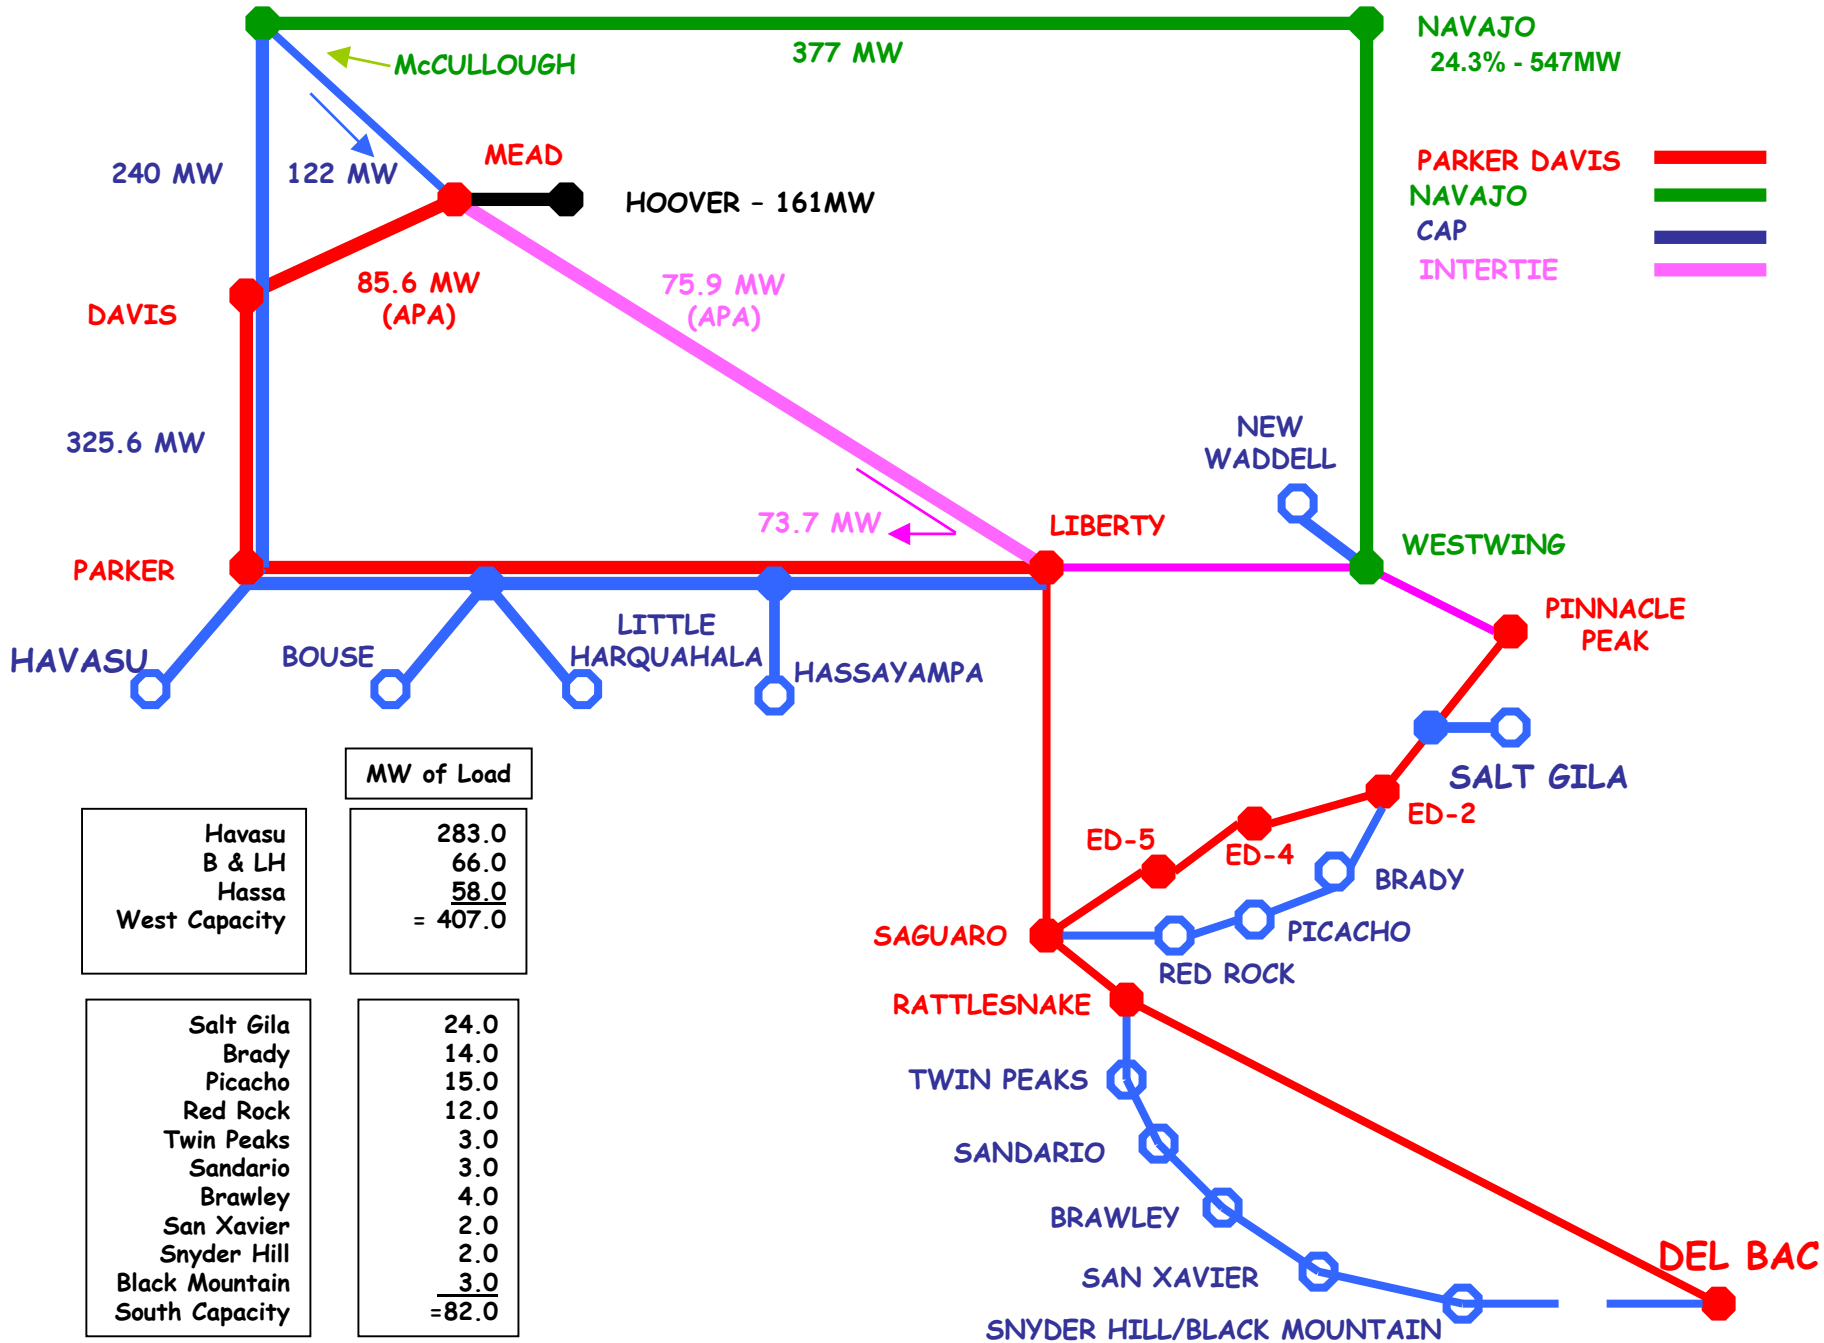 NAVAJO
24.3% - 547MW
377 MW
McCULLOUGH
240 MW
122 MW
MEAD
HOOVER – 161MW
PARKER DAVIS
NAVAJO
CAP
INTERTIE
DAVIS
85.6 MW
(APA)
75.9 MW
(APA)
325.6 MW
NEW
WADDELL
73.7 MW
LIBERTY
WESTWING
PARKER
PINNACLE
PEAK
HAVASU
BOUSE
LITTLE
HARQUAHALA
HASSAYAMPA
SALT GILA
ED-2
ED-4
ED-5
BRADY
PICACHO
RED ROCK
SAGUARO
RATTLESNAKE
TWIN PEAKS
SANDARIO
BRAWLEY
SAN XAVIER
SNYDER HILL/BLACK MOUNTAIN
DEL BAC
MW of Load
Havasu 283.0
B & LH 66.0
Hassa 58.0
West Capacity = 407.0
Salt Gila 24.0
Brady 14.0
Picacho 15.0
Red Rock 12.0
Twin Peaks 3.0
Sandario 3.0
Brawley 4.0
San Xavier 2.0
Snyder Hill 2.0
Black Mountain 3.0
South Capacity =82.0